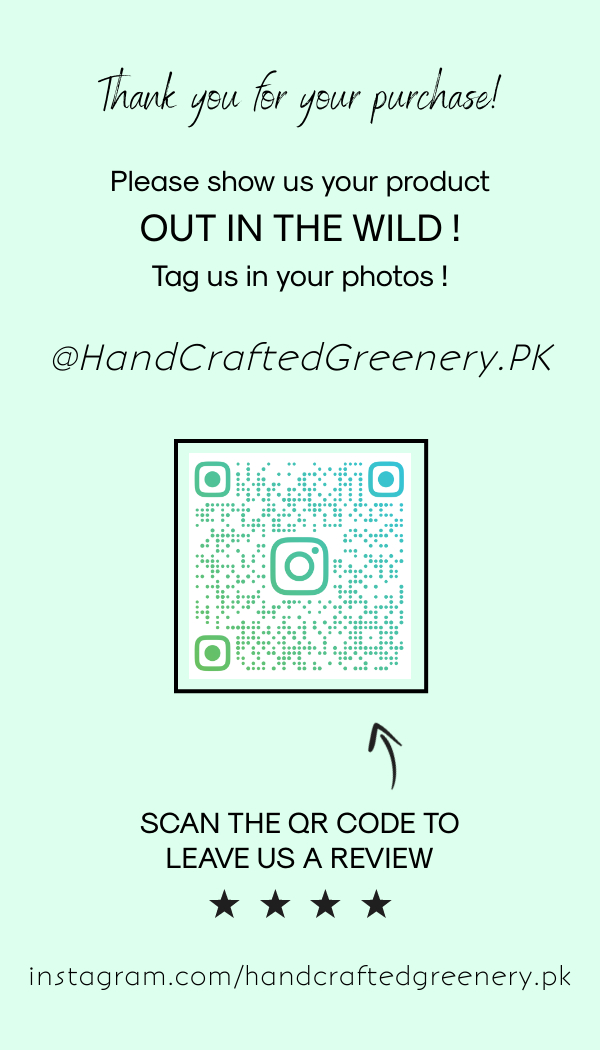 Thank you for your purchase!
Please show us your product
OUT IN THE WILD !
Tag us in your photos !
@HandCraftedGreenery.PK
SCAN THE QR CODE TO
LEAVE US A REVIEW
instagram.com/handcraftedgreenery.pk